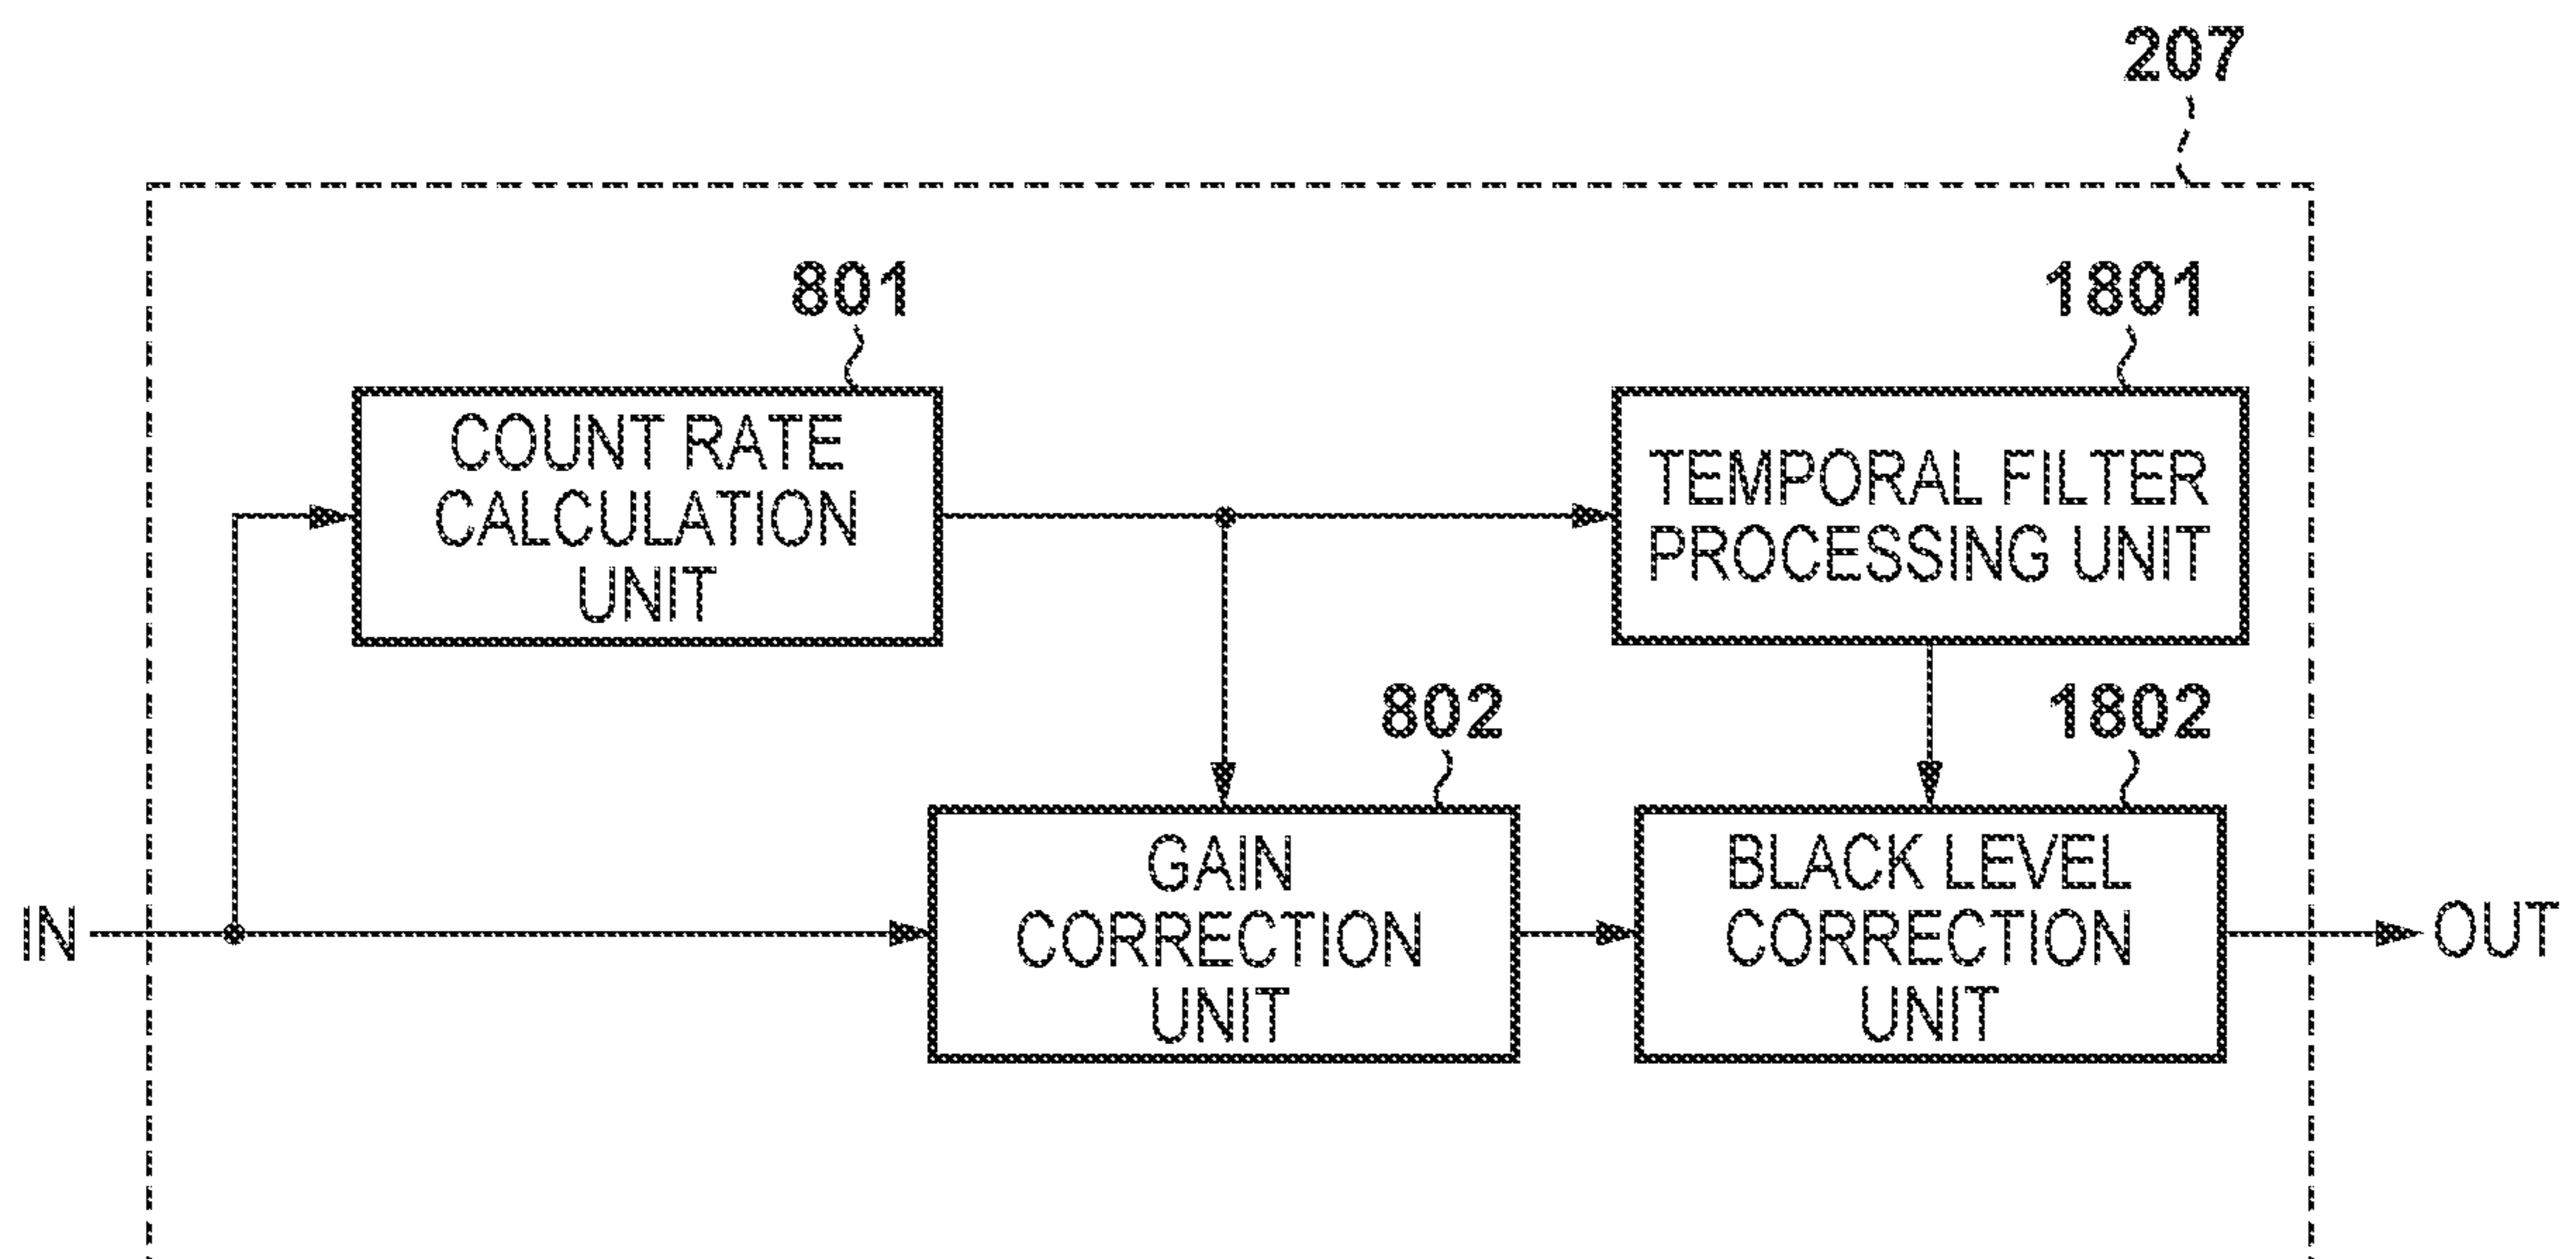 207
801
1801
COUNT RATE
CALCULATION
UNIT
TEMPORAL FILTER
PROCESSING UNIT
802
1802
IN
GAIN
CORRECTION
UNIT
BLACK LEVEL
CORRECTION
UNIT
OUT